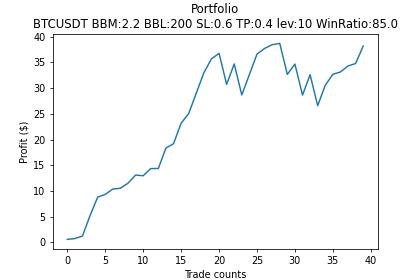 Portfolio
BTCUSDT BBM:2.2 BBL:200 SL:0.6 TP:0.4 lev:10 WinRatio:85.0
40
35
30
25
20
15
10
5
0
Profit ($)
0 5 10 15 20 25 30 35 40
Trade counts